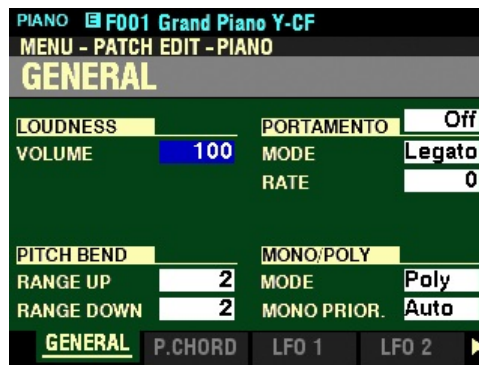 PIANO E F001 Grand Piano Y-CF
MENU - PATCH EDIT - PIANO
GENERAL
LOUDNESS
VOLUME 100
PORTAMENTO Off
MODE Legato
RATE 0
PITCH BEND
RANGE UP 2
RANGE DOWN 2
MONO/POLY
MODE Poly
MONO PRIOR. Auto
GENERAL P.CHORD LFO 1 LFO 2